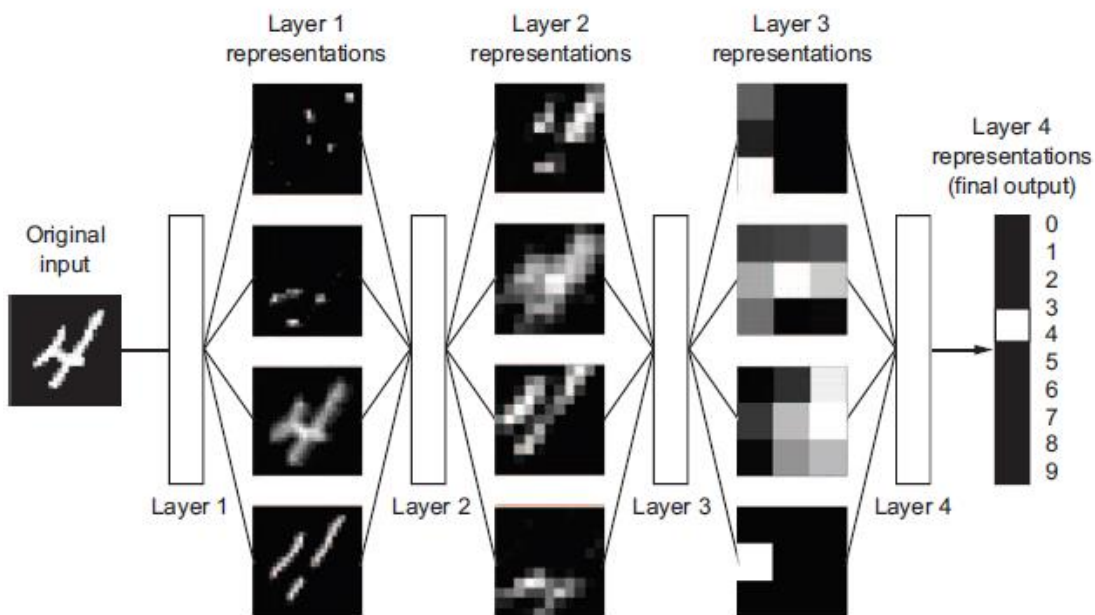 Layer 1
representations
Layer 2
representations
Layer 3
representations
Layer 4
representations
(final output)
Original
input
0
1
2
3
4
5
6
7
8
9
Layer 1
Layer 2
Layer 3
Layer 4